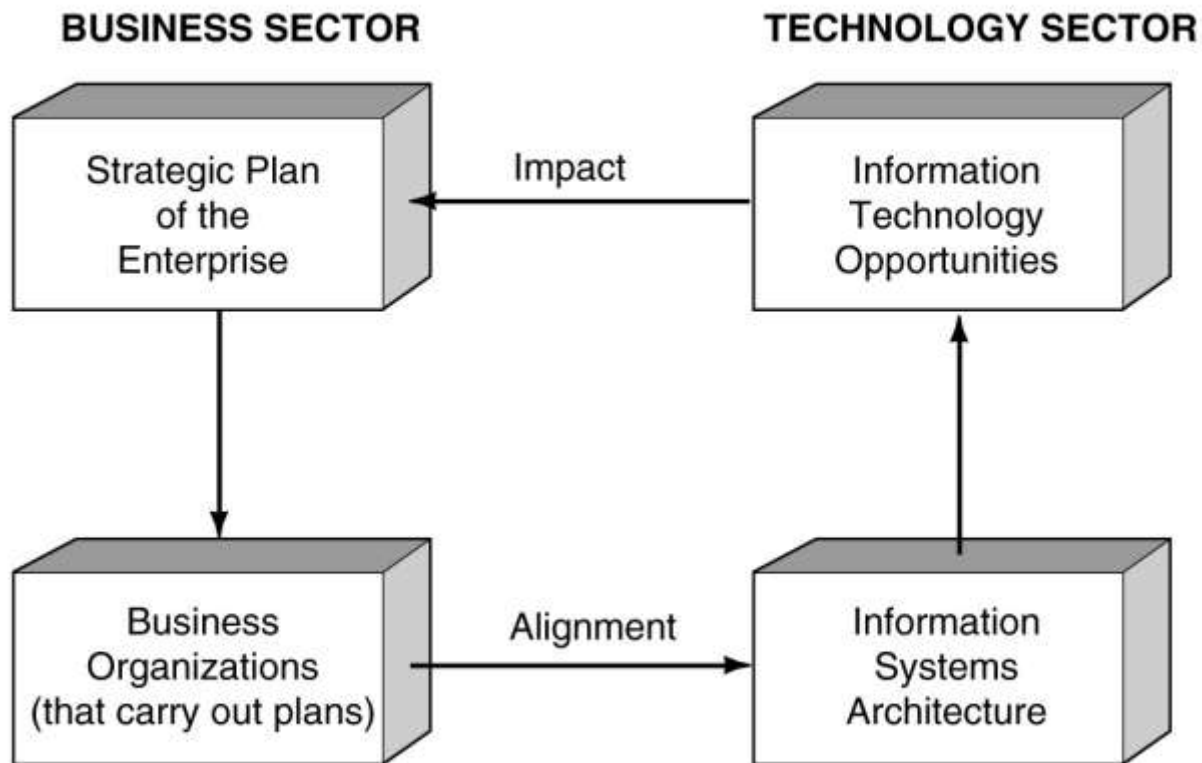 BUSINESS SECTOR
TECHNOLOGY SECTOR
Strategic Plan
of the
Enterprise
Impact
Information
Technology
Opportunities
Business
Organizations
(that carry out plans)
Alignment
Information
Systems
Architecture